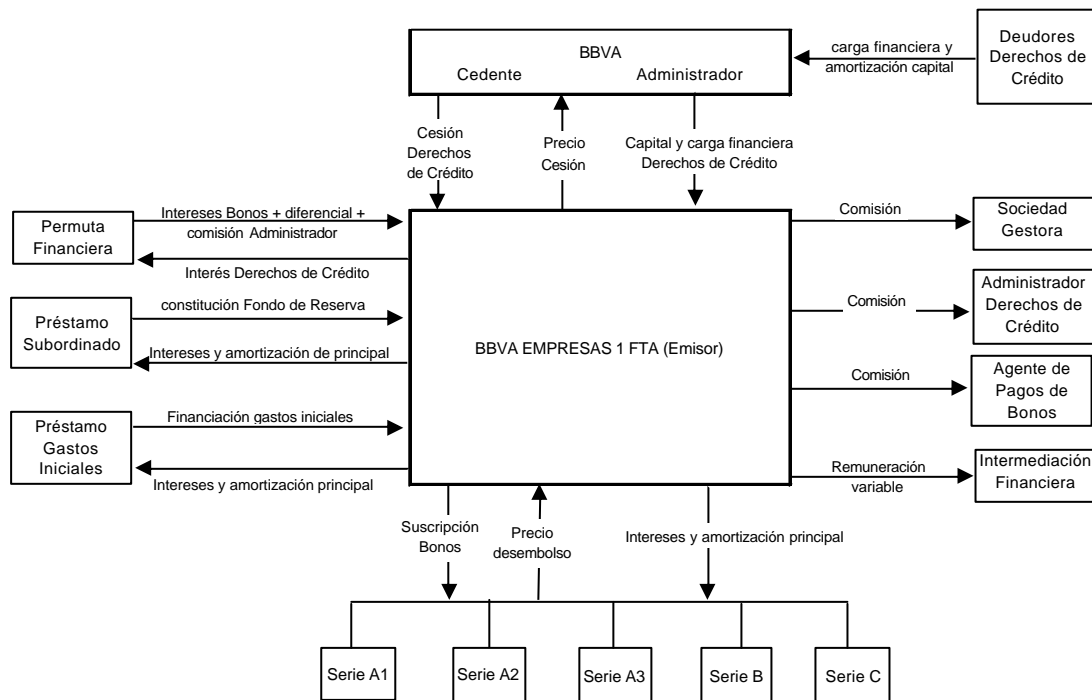 BBVA
Cedente
Administrador
carga financiera y
amortización capital
Deudores
Derechos de
Crédito
Cesión
Derechos
de Crédito
Precio
Cesión
Capital y carga financiera
Derechos de Crédito
Permuta
Financiera
Intereses Bonos + diferencial +
comisión Administrador
Interés Derechos de Crédito
Préstamo
Subordinado
constitución Fondo de Reserva
Intereses y amortización de principal
Préstamo
Gastos
Iniciales
Financiación gastos iniciales
Intereses y amortización principal
BBVA EMPRESAS 1 FTA (Emisor)
Comisión
Sociedad
Gestora
Comisión
Administrador
Derechos de
Crédito
Comisión
Agente de
Pagos de
Bonos
Remuneración
variable
Intermediación
Financiera
Suscripción
Bonos
Precio
desembolso
Intereses y amortización principal
Serie A1
Serie A2
Serie A3
Serie B
Serie C